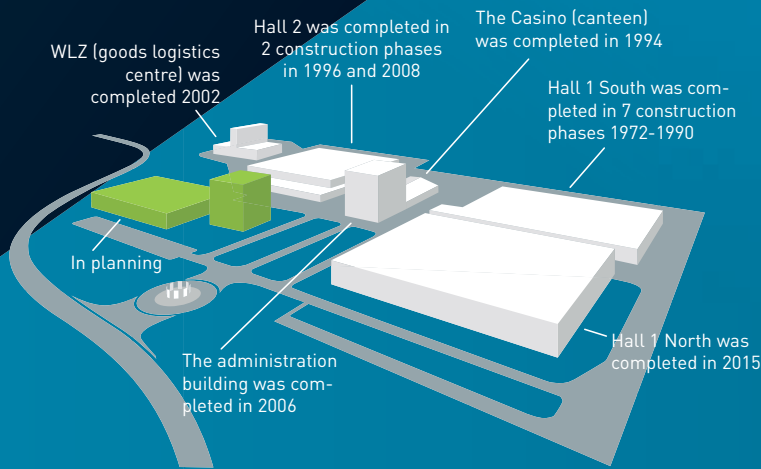 WLZ (goods logistics
centre) was
completed 2002
Hall 2 was completed in
2 construction phases
in 1996 and 2008
The Casino (canteen)
was completed in 1994
Hall 1 South was com-
pleted in 7 construction
phases 1972-1990
In planning
The administration
building was com-
pleted in 2006
Hall 1 North was
completed in 2015